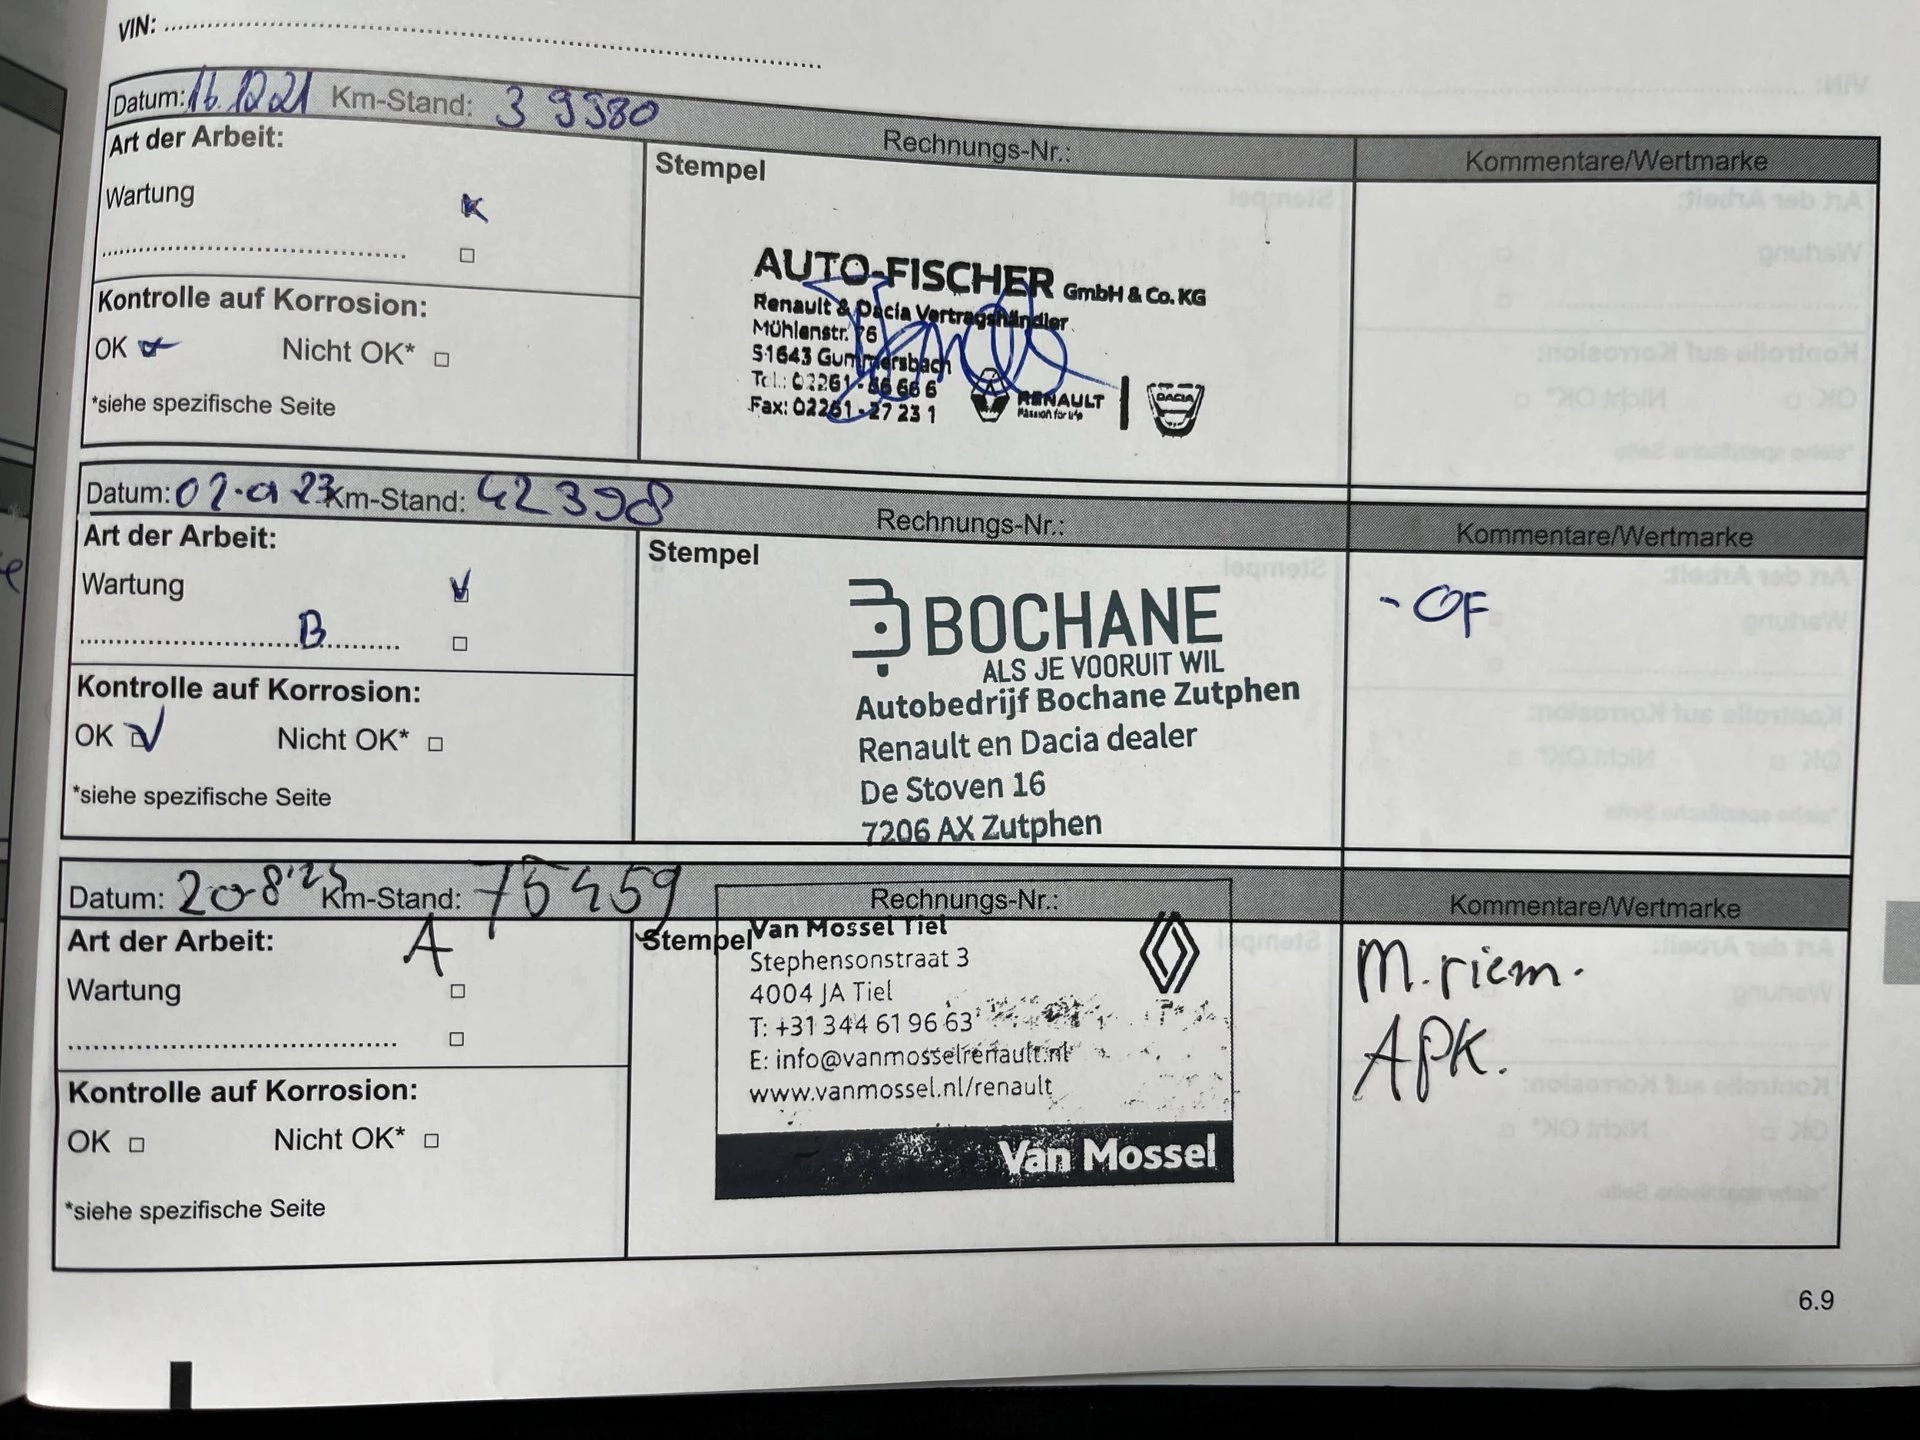 VIN: ........................................................................
Datum: 16.12.21 Km-Stand: 39980 Rechnungs-Nr.: Kommentare/Wertmarke
Art der Arbeit:
Wartung
Kontrolle auf Korrosion:
OK Nicht OK*
*siehe spezifische Seite
Stempel
AUTO-FISCHER GmbH & Co. KG
Renault & Dacia Vertragshändler
Mühlenstr. 76
51643 Gummersbach
Tel.: 02261 - 66 66 6
Fax: 02261 - 27 23 1
RENAULT
Passion for life
DACIA
Datum: 02.01.23 Km-Stand: 42398 Rechnungs-Nr.: Kommentare/Wertmarke
Art der Arbeit:
Wartung
B
Kontrolle auf Korrosion:
OK Nicht OK*
*siehe spezifische Seite
Stempel
BOCHANE
ALS JE VOORUIT WIL
Autobedrijf Bochane Zutphen
Renault en Dacia dealer
De Stoven 16
7206 AX Zutphen
- OF
Datum: 20-8'25 Km-Stand: 75459 Rechnungs-Nr.: Kommentare/Wertmarke
Art der Arbeit: A
Wartung
Kontrolle auf Korrosion:
OK Nicht OK*
*siehe spezifische Seite
Stempel
Van Mossel Tiel
Stephensonstraat 3
4004 JA Tiel
T: +31 344 61 96 63
E: info@vanmosselrenault.nl
www.vanmossel.nl/renault
Van Mossel
M.riem.
APK.
6.9